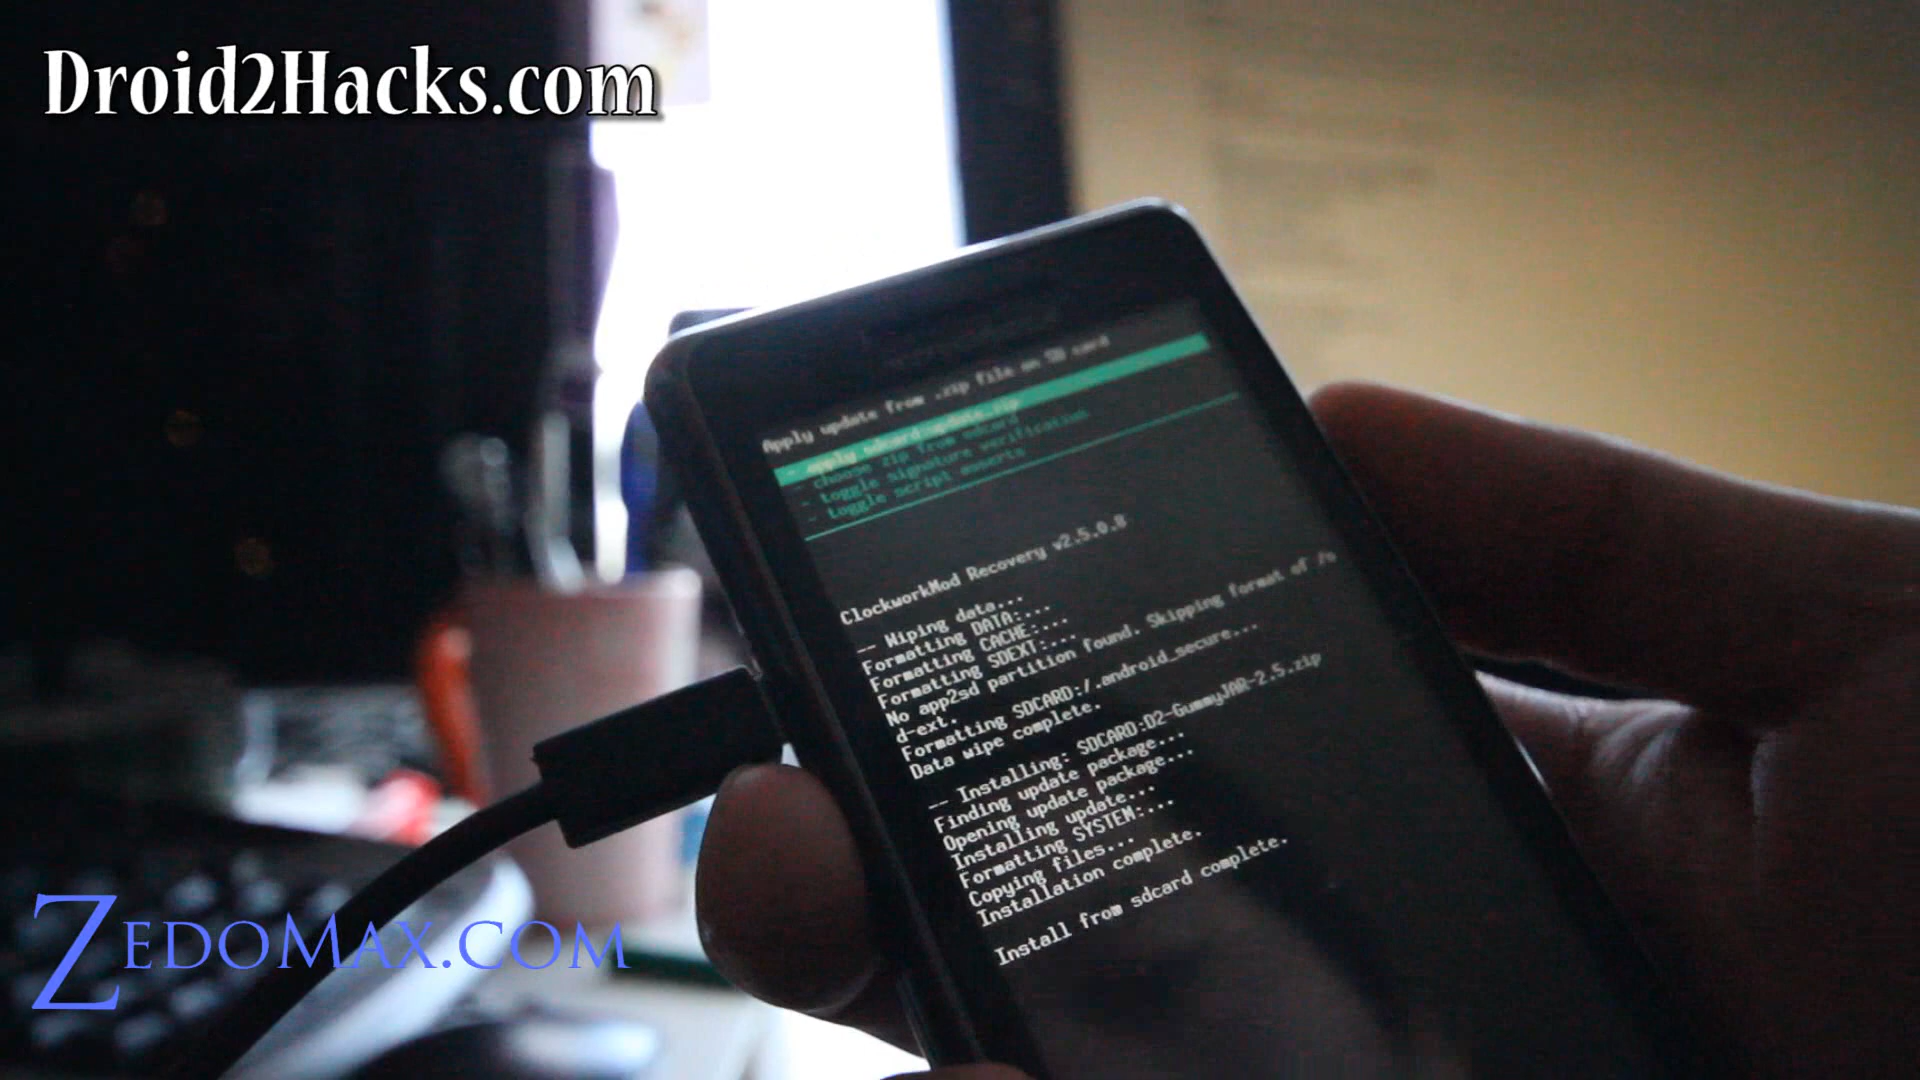 Droid2Hacks.com
Apply update from .zip file on SD card
- apply sdcard:update.zip
- choose zip from sdcard
- toggle signature verification
- toggle script asserts
ClockworkMod Recovery v2.5.0.8
-- Wiping data...
Formatting DATA:...
Formatting CACHE:...
Formatting SDEXT:...
No app2sd partition found. Skipping format of /s
d-ext.
Formatting SDCARD:/.android_secure...
Data wipe complete.
-- Installing: SDCARD:D2-GummyJAR-2.5.zip
Finding update package...
Opening update package...
Installing update...
Formatting SYSTEM:...
Copying files...
Installation complete.
Install from sdcard complete.
ZEDOMAX.COM